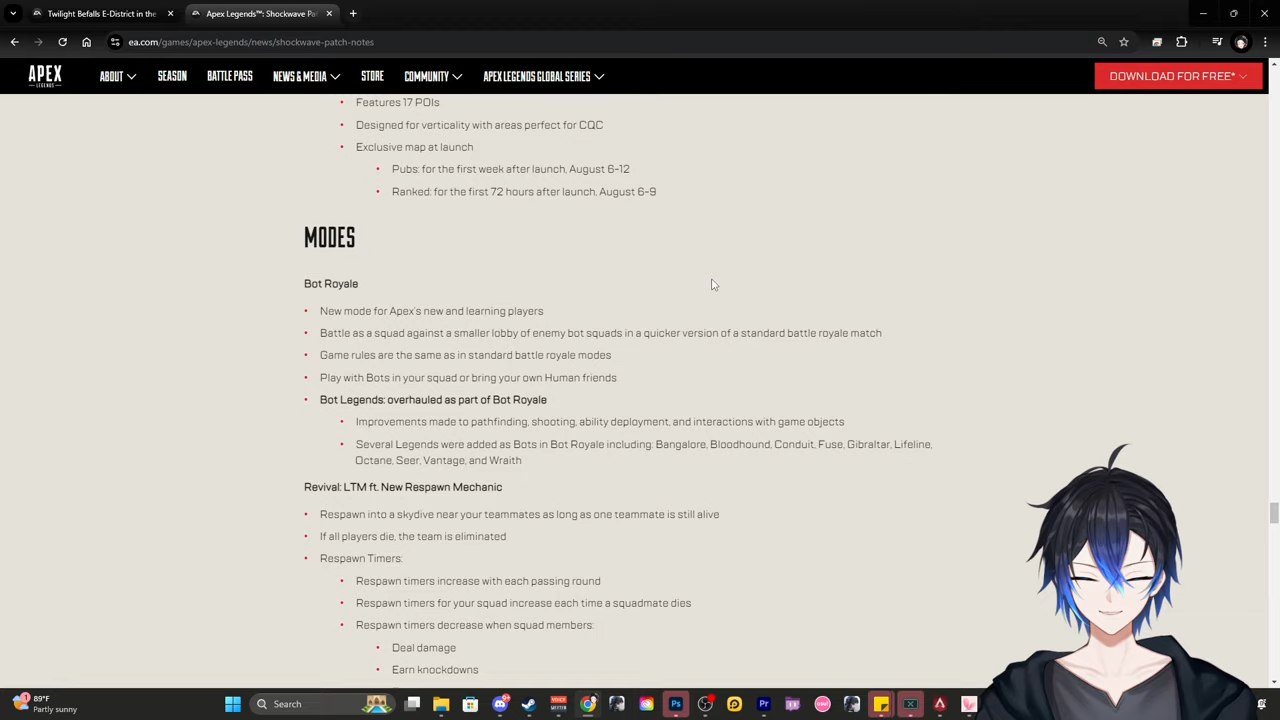 Twilight Befalls E-District in the
Apex Legends™: Shockwave Pat
ea.com/games/apex-legends/news/shockwave-patch-notes
APEX
LEGENDS
ABOUT
SEASON
BATTLE PASS
NEWS & MEDIA
STORE
COMMUNITY
APEX LEGENDS GLOBAL SERIES
DOWNLOAD FOR FREE*
Features 17 POIs
Designed for verticality with areas perfect for CQC
Exclusive map at launch
Pubs: for the first week after launch, August 6-12
Ranked: for the first 72 hours after launch, August 6-9
MODES
Bot Royale
New mode for Apex's new and learning players
Battle as a squad against a smaller lobby of enemy bot squads in a quicker version of a standard battle royale match
Game rules are the same as in standard battle royale modes
Play with Bots in your squad or bring your own Human friends
Bot Legends: overhauled as part of Bot Royale
Improvements made to pathfinding, shooting, ability deployment, and interactions with game objects
Several Legends were added as Bots in Bot Royale including: Bangalore, Bloodhound, Conduit, Fuse, Gibraltar, Lifeline,
Octane, Seer, Vantage, and Wraith
Revival: LTM ft. New Respawn Mechanic
Respawn into a skydive near your teammates as long as one teammate is still alive
If all players die, the team is eliminated
Respawn Timers:
Respawn timers increase with each passing round
Respawn timers for your squad increase each time a squadmate dies
Respawn timers decrease when squad members:
Deal damage
Earn knockdowns
1
89°F
Partly sunny
Search
Ps
Pr
osu!